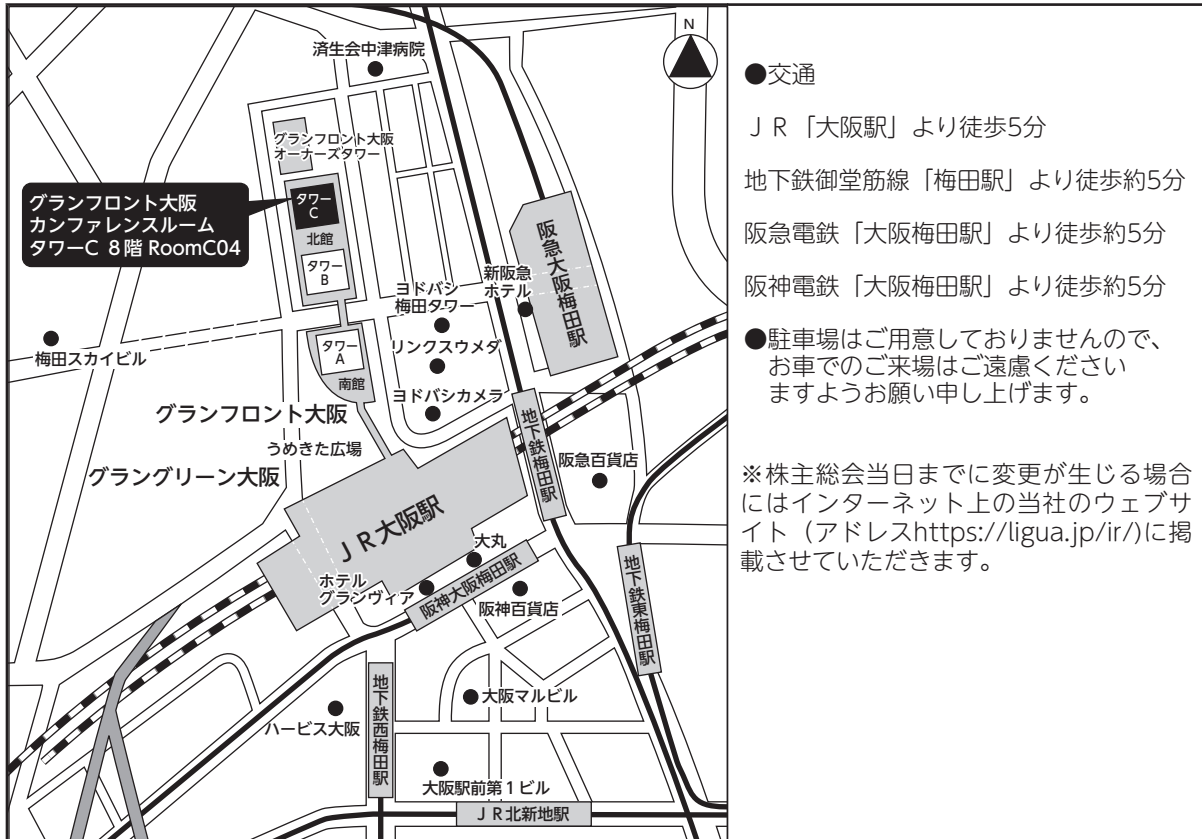 N
済生会中津病院
グランフロント大阪
オーナーズタワー
グランフロント大阪
カンファレンスルーム
タワーC 8階 RoomC04
タワー
C
北館
タワー
B
タワー
A
南館
梅田スカイビル
ヨドバシ
梅田タワー
新阪急
ホテル
阪急大阪梅田駅
リンクスウメダ
ヨドバシカメラ
グランフロント大阪
うめきた広場
グラングリーン大阪
地下鉄梅田駅
阪急百貨店
JR大阪駅
大丸
ホテル
グランヴィア
阪神大阪梅田駅
阪神百貨店
地下鉄東梅田駅
地下鉄西梅田駅
大阪マルビル
ハービス大阪
大阪駅前第1ビル
JR北新地駅
●交通
JR「大阪駅」より徒歩5分
地下鉄御堂筋線「梅田駅」より徒歩約5分
阪急電鉄「大阪梅田駅」より徒歩約5分
阪神電鉄「大阪梅田駅」より徒歩約5分
●駐車場はご用意しておりませんので、
お車でのご来場はご遠慮ください
ますようお願い申し上げます。
※株主総会当日までに変更が生じる場合
にはインターネット上の当社のウェブサ
イト(アドレスhttps://ligua.jp/ir/)に掲
載させていただきます。